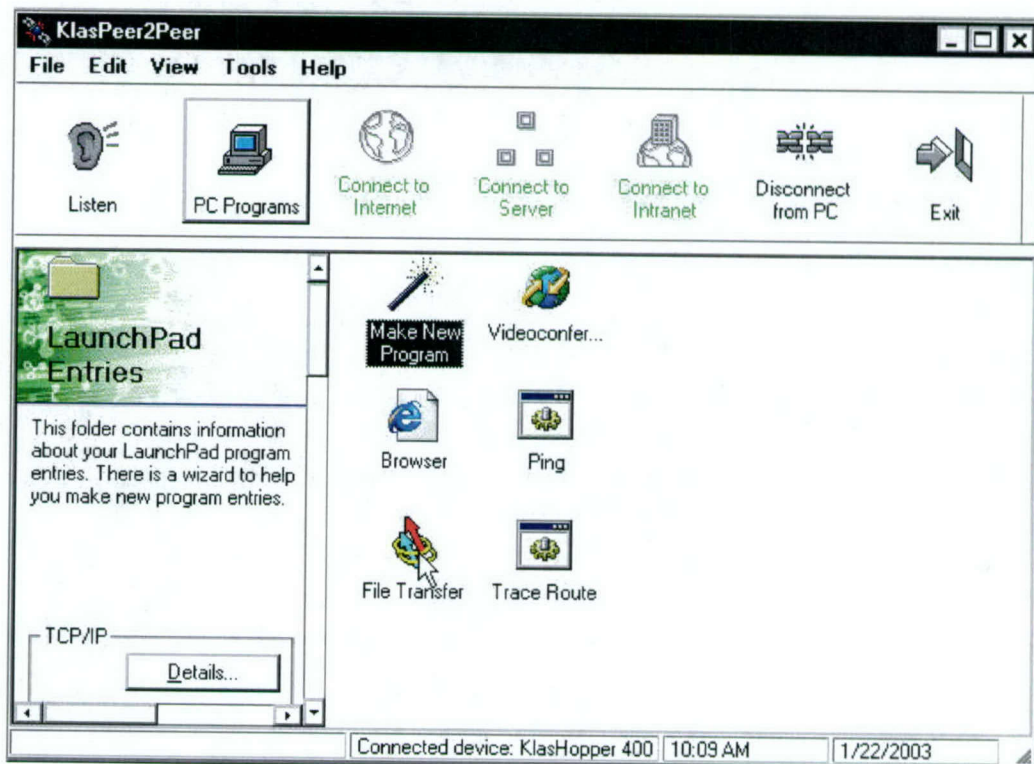 KlasPeer2Peer
File Edit View Tools Help
Listen
PC Programs
Connect to
Internet
Connect to
Server
Connect to
Intranet
Disconnect
from PC
Exit
LaunchPad
Entries
This folder contains information
about your LaunchPad program
entries. There is a wizard to help
you make new program entries.
TCP/IP
Details...
Make New
Program
Videoconfer...
Browser
Ping
File Transfer
Trace Route
Connected device: KlasHopper 400
10:09 AM
1/22/2003